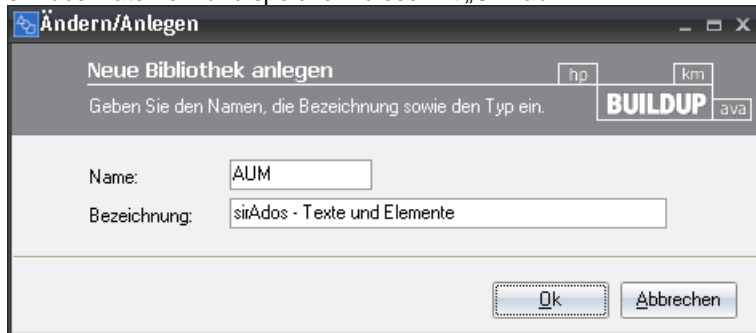 Ändern/Anlegen
Neue Bibliothek anlegen
Geben Sie den Namen, die Bezeichnung sowie den Typ ein.
hp
km
BUILDUP
ava
Name:
AUM
Bezeichnung:
sirAdos - Texte und Elemente
Ok
Abbrechen